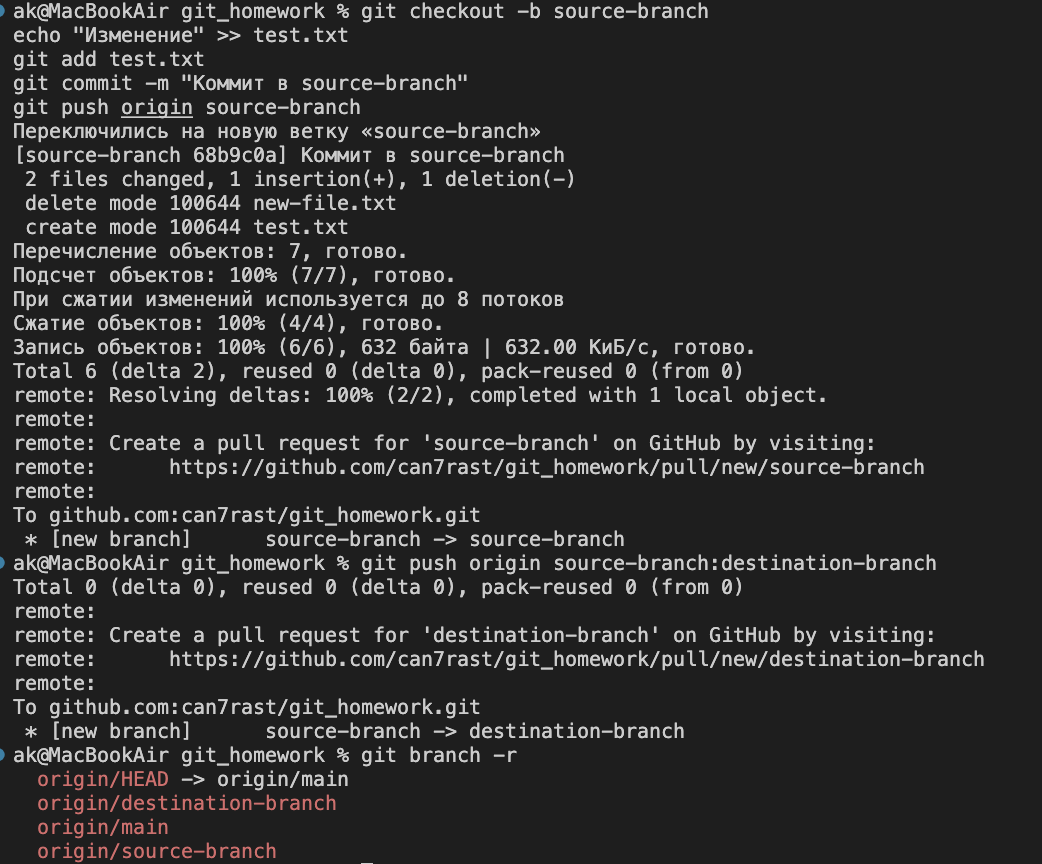 ak@MacBookAir git_homework % git checkout -b source-branch
echo "Изменение" >> test.txt
git add test.txt
git commit -m "Коммит в source-branch"
git push origin source-branch
Переключились на новую ветку «source-branch»
[source-branch 68b9c0a] Коммит в source-branch
 2 files changed, 1 insertion(+), 1 deletion(-)
 delete mode 100644 new-file.txt
 create mode 100644 test.txt
Перечисление объектов: 7, готово.
Подсчет объектов: 100% (7/7), готово.
При сжатии изменений используется до 8 потоков
Сжатие объектов: 100% (4/4), готово.
Запись объектов: 100% (6/6), 632 байта | 632.00 КиБ/с, готово.
Total 6 (delta 2), reused 0 (delta 0), pack-reused 0 (from 0)
remote: Resolving deltas: 100% (2/2), completed with 1 local object.
remote:
remote: Create a pull request for 'source-branch' on GitHub by visiting:
remote:      https://github.com/can7rast/git_homework/pull/new/source-branch
remote:
To github.com:can7rast/git_homework.git
 * [new branch]      source-branch -> source-branch
ak@MacBookAir git_homework % git push origin source-branch:destination-branch
Total 0 (delta 0), reused 0 (delta 0), pack-reused 0 (from 0)
remote:
remote: Create a pull request for 'destination-branch' on GitHub by visiting:
remote:      https://github.com/can7rast/git_homework/pull/new/destination-branch
remote:
To github.com:can7rast/git_homework.git
 * [new branch]      source-branch -> destination-branch
ak@MacBookAir git_homework % git branch -r
  origin/HEAD -> origin/main
  origin/destination-branch
  origin/main
  origin/source-branch